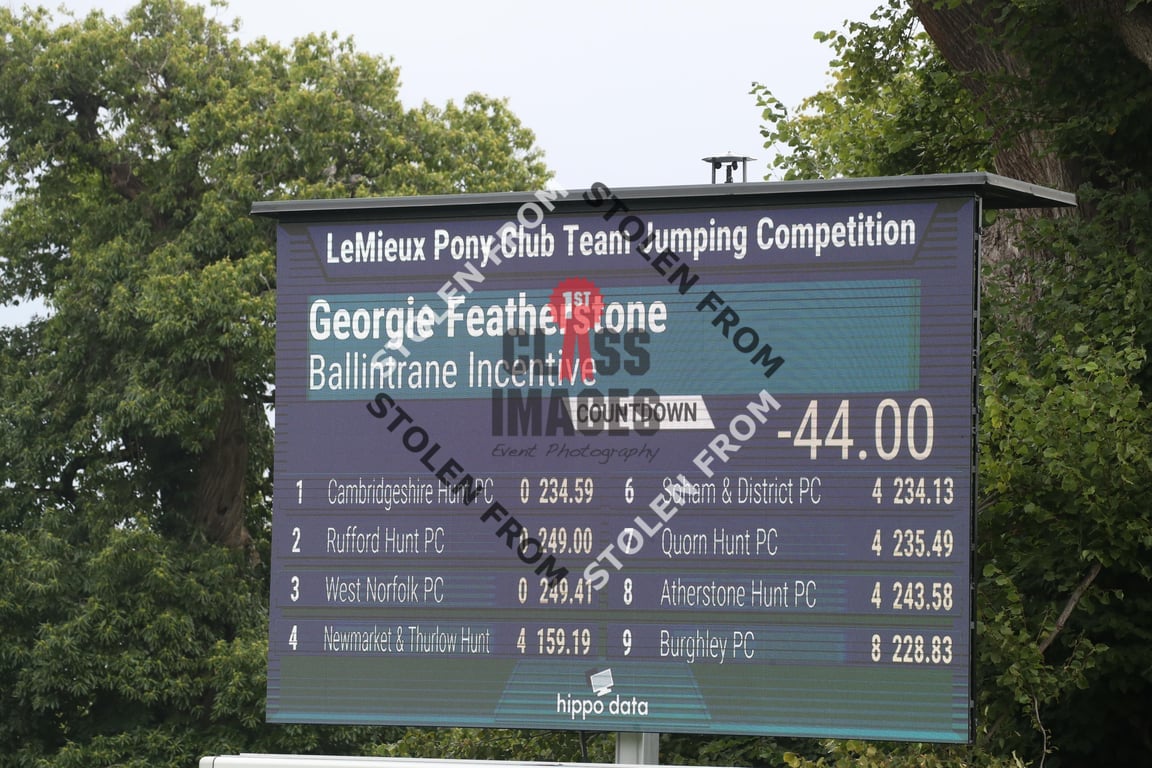 LeMieux Pony Club Team Jumping Competition
Georgie Featherstone
Ballintrane Incentive
COUNTDOWN
-44.00
1 Cambridgeshire Hunt PC 0 234.59
2 Rufford Hunt PC 249.00
3 West Norfolk PC 0 249.41
4 Newmarket & Thurlow Hunt 4 159.19
6 Soham & District PC 4 234.13
7 Quorn Hunt PC 4 235.49
8 Atherstone Hunt PC 4 243.58
9 Burghley PC 8 228.83
hippo data
1ST
CLASS
IMAGES
Event Photography
STOLEN FROM
STOLEN FROM
STOLEN FROM
STOLEN FROM
STOLEN FROM
STOLEN FROM